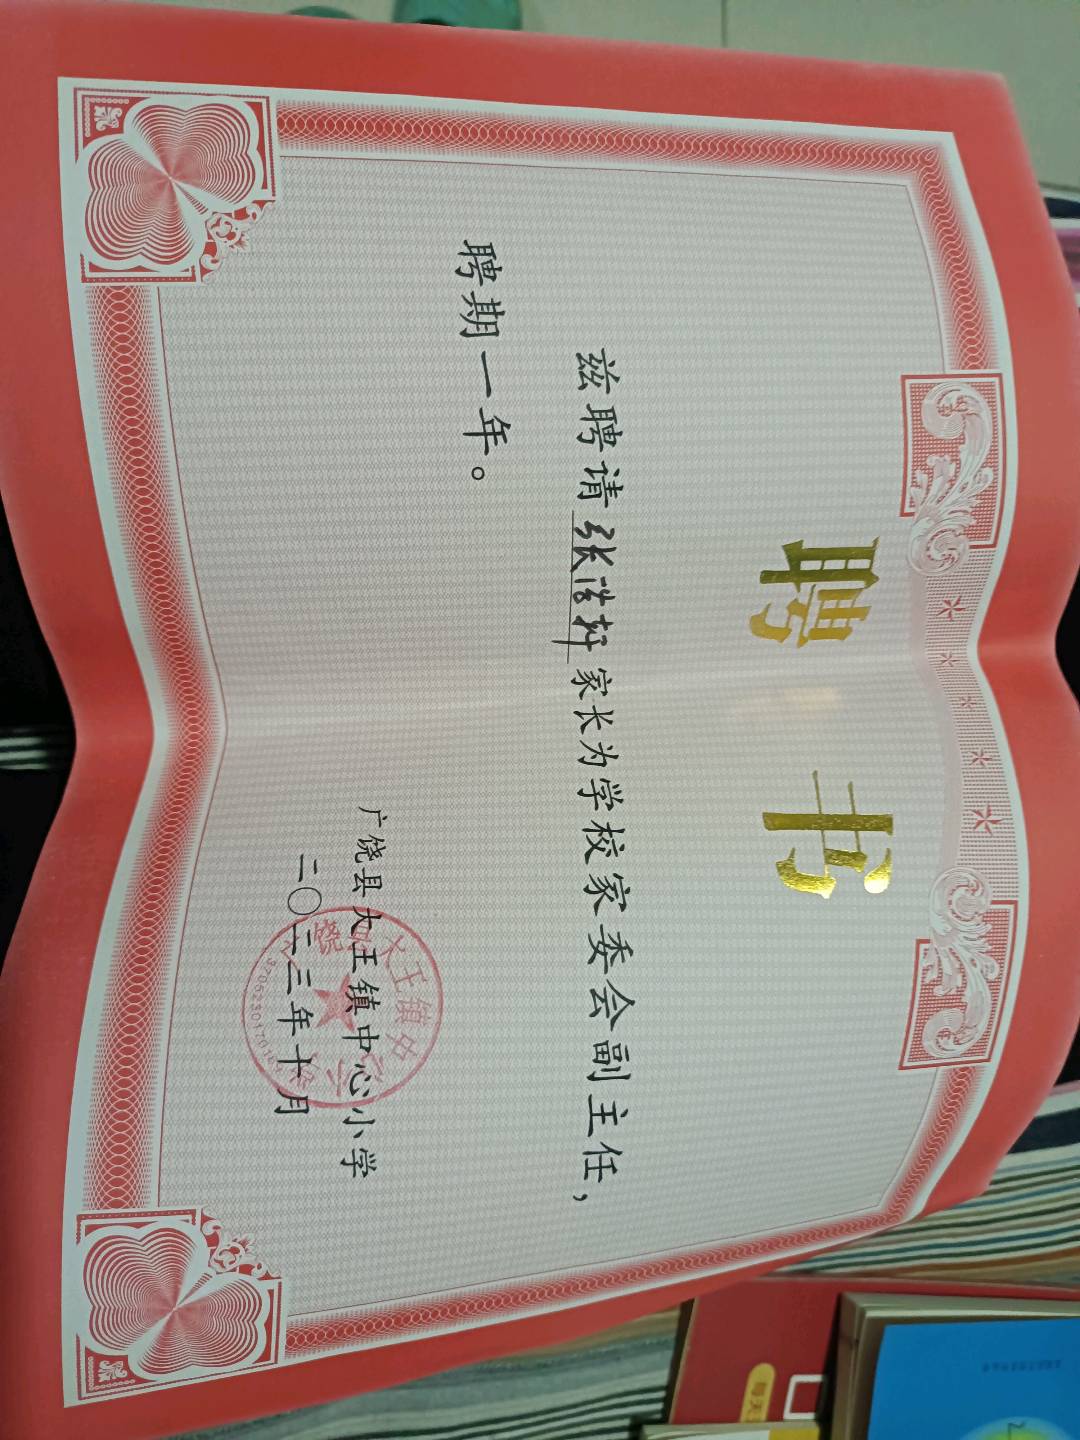 聘书
兹聘请张浩轩家长为学校家委会副主任，
聘期一年。
广饶县大王镇中心小学
二〇二三年十月